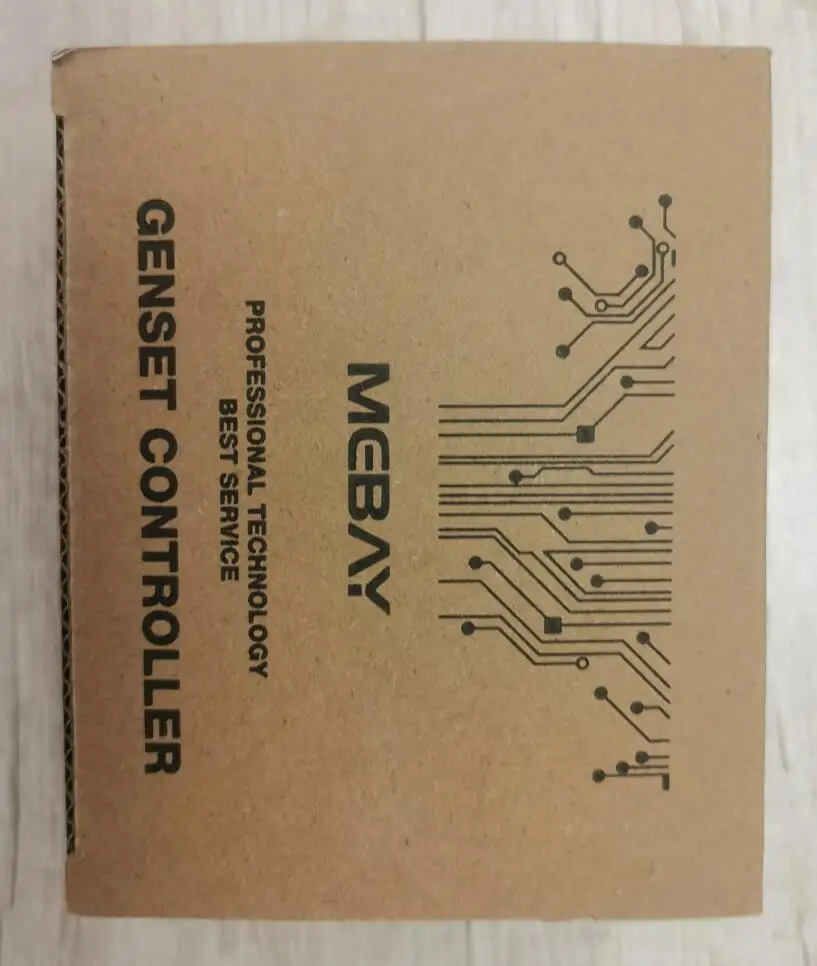 MEBAY
PROFESSIONAL TECHNOLOGY
BEST SERVICE
GENSET CONTROLLER